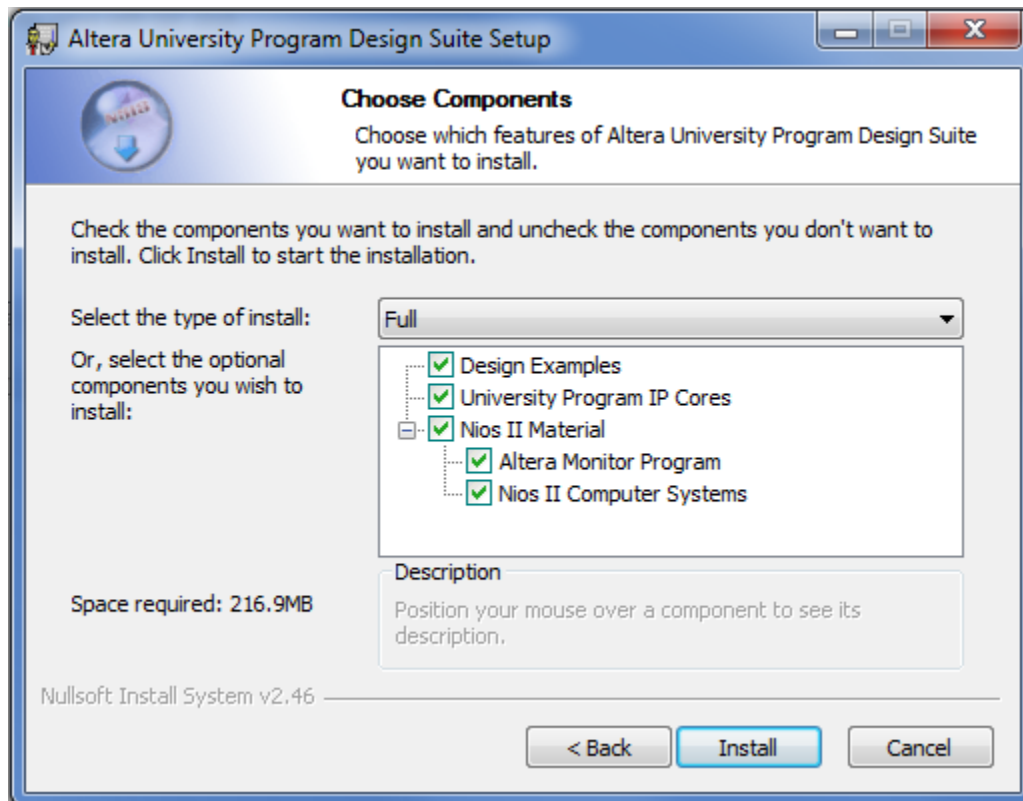 Altera University Program Design Suite Setup
Choose Components
Choose which features of Altera University Program Design Suite
you want to install.
Check the components you want to install and uncheck the components you don't want to
install. Click Install to start the installation.
Select the type of install:
Full
Or, select the optional
components you wish to
install:
Design Examples
University Program IP Cores
Nios II Material
Altera Monitor Program
Nios II Computer Systems
Space required: 216.9MB
Description
Position your mouse over a component to see its
description.
Nullsoft Install System v2.46
< Back
Install
Cancel